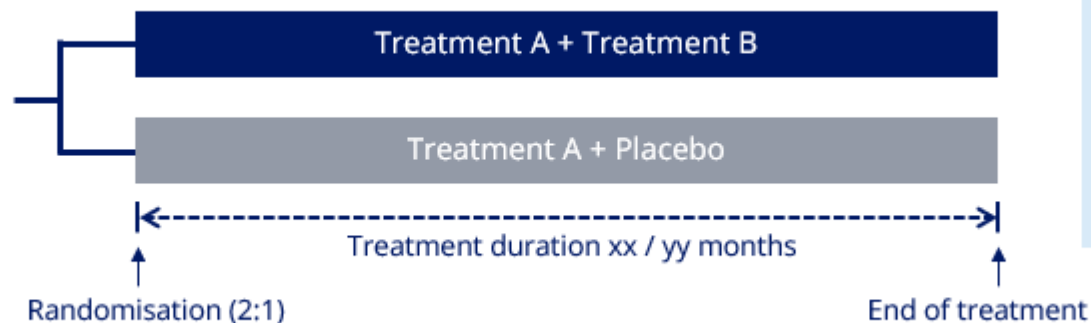 Treatment A + Treatment B
Treatment A + Placebo
Treatment duration xx / yy months
Randomisation (2:1)
End of treatment